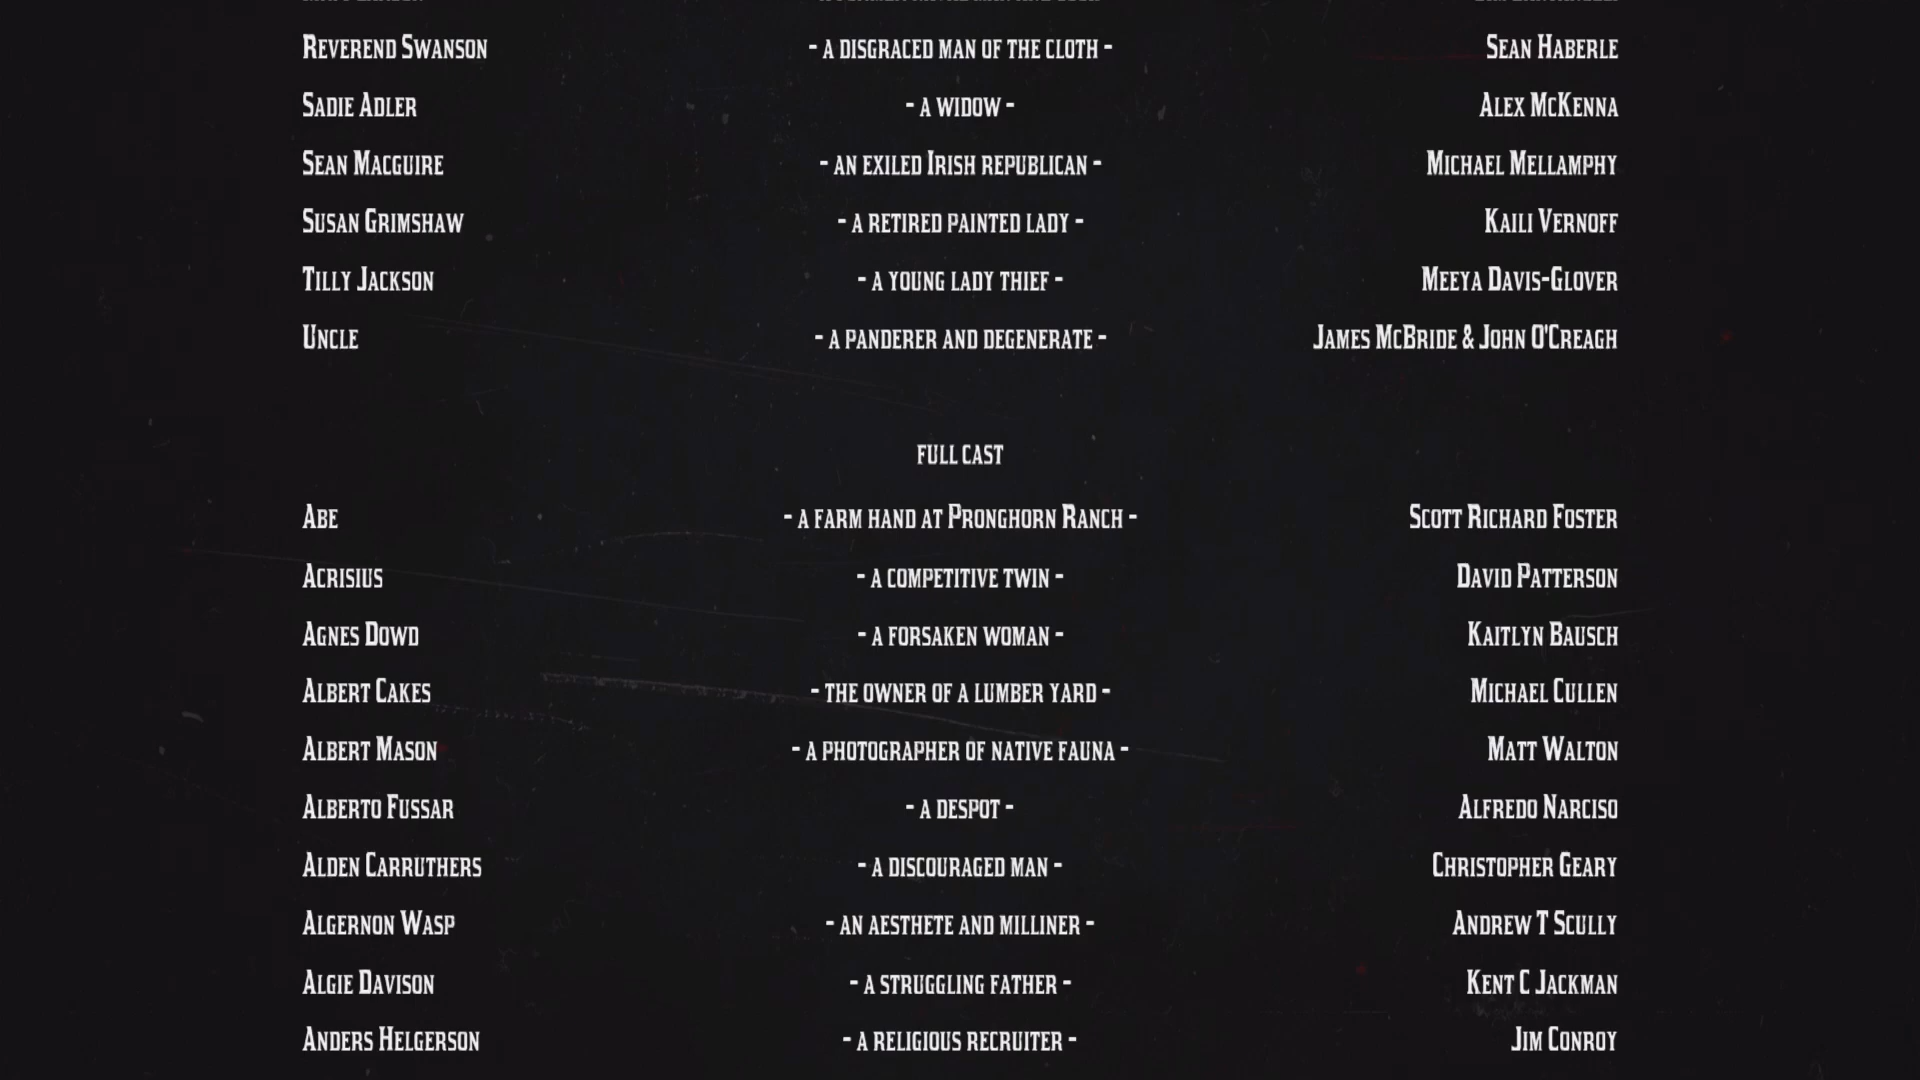 Reverend Swanson - a disgraced man of the cloth - Sean Haberle
Sadie Adler - a widow - Alex McKenna
Sean Macguire - an exiled Irish republican - Michael Mellamphy
Susan Grimshaw - a retired painted lady - Kaili Vernoff
Tilly Jackson - a young lady thief - Meeya Davis-Glover
Uncle - a panderer and degenerate - James McBride & John O'Creagh
full cast
Abe - a farm hand at Pronghorn Ranch - Scott Richard Foster
Acrisius - a competitive twin - David Patterson
Agnes Dowd - a forsaken woman - Kaitlyn Bausch
Albert Cakes - the owner of a lumber yard - Michael Cullen
Albert Mason - a photographer of native fauna - Matt Walton
Alberto Fussar - a despot - Alfredo Narciso
Alden Carruthers - a discouraged man - Christopher Geary
Algernon Wasp - an aesthete and milliner - Andrew T Scully
Algie Davison - a struggling father - Kent C Jackman
Anders Helgerson - a religious recruiter - Jim Conroy